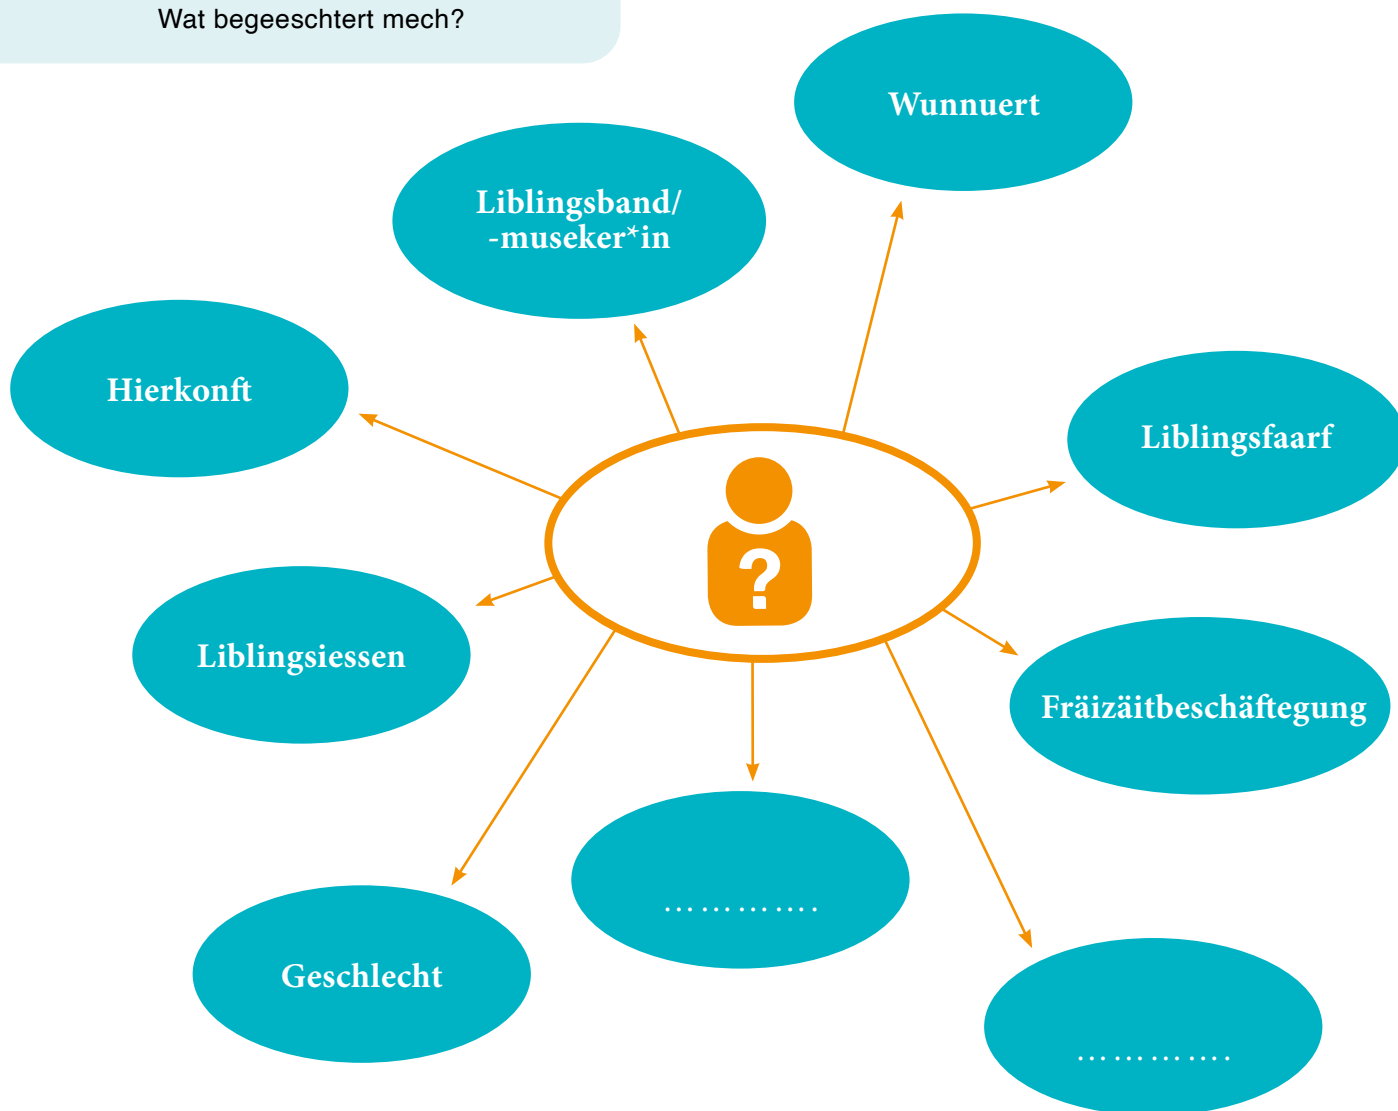 Wat begeeschtert mech?
Wunnuert
Liblingsband/
-museker*in
Hierkonft
Liblingsfaarf
?
Liblingsiessen
Fräizäitbeschäftegung
………….
Geschlecht
………….